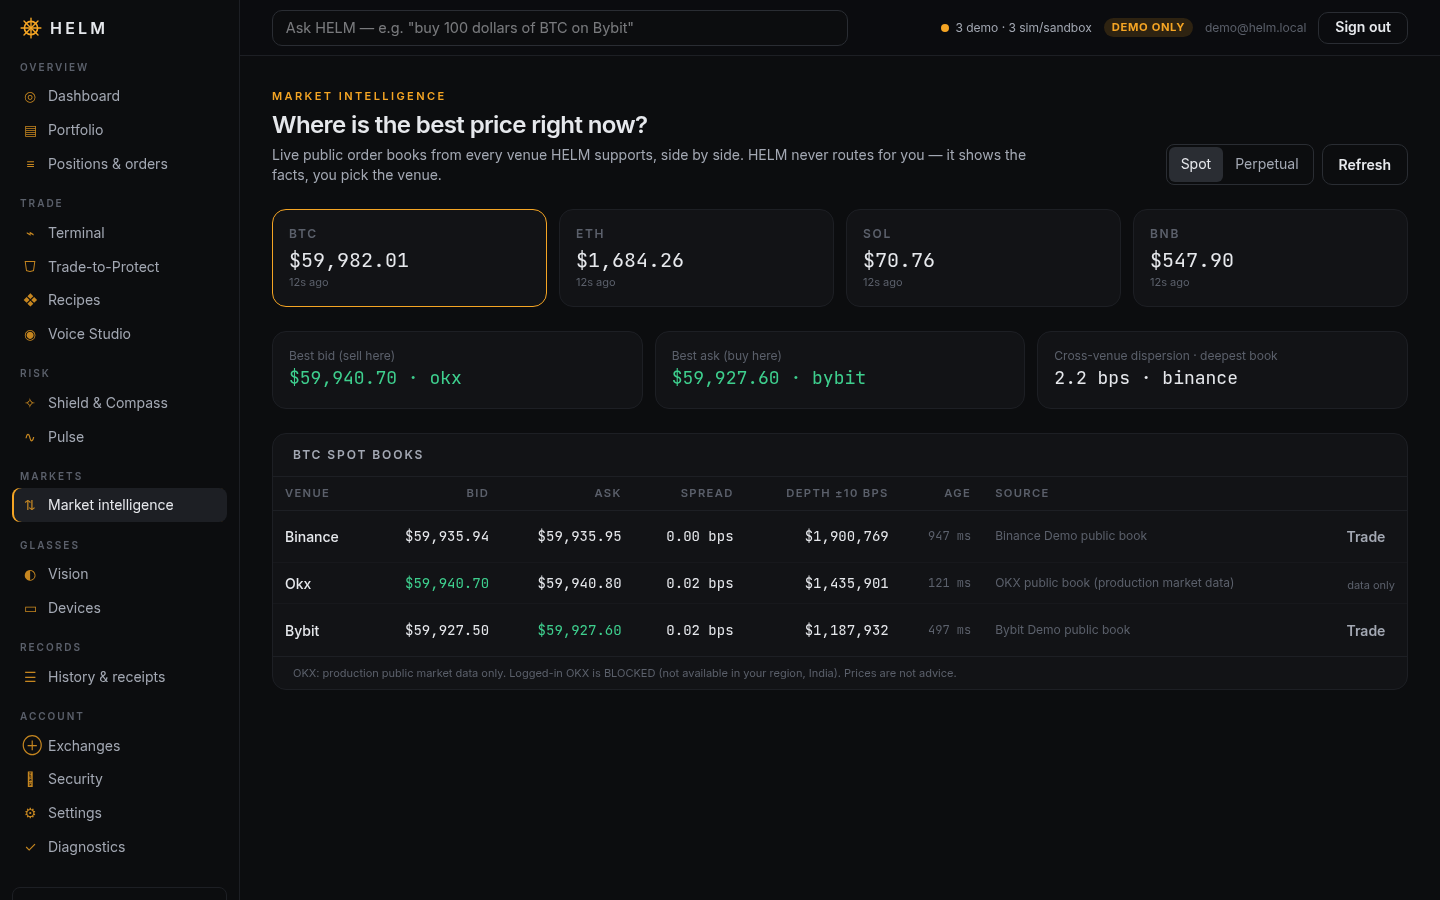 HELM
Ask HELM — e.g. "buy 100 dollars of BTC on Bybit"
3 demo · 3 sim/sandbox
DEMO ONLY
demo@helm.local
Sign out
OVERVIEW
Dashboard
Portfolio
Positions & orders
TRADE
Terminal
Trade-to-Protect
Recipes
Voice Studio
RISK
Shield & Compass
Pulse
MARKETS
Market intelligence
GLASSES
Vision
Devices
RECORDS
History & receipts
ACCOUNT
Exchanges
Security
Settings
Diagnostics
MARKET INTELLIGENCE
Where is the best price right now?
Live public order books from every venue HELM supports, side by side. HELM never routes for you — it shows the
facts, you pick the venue.
Spot
Perpetual
Refresh
BTC
$59,982.01
12s ago
ETH
$1,684.26
12s ago
SOL
$70.76
12s ago
BNB
$547.90
12s ago
Best bid (sell here)
$59,940.70 · okx
Best ask (buy here)
$59,927.60 · bybit
Cross-venue dispersion · deepest book
2.2 bps · binance
BTC SPOT BOOKS
VENUE BID ASK SPREAD DEPTH ±10 BPS AGE SOURCE
Binance $59,935.94 $59,935.95 0.00 bps $1,900,769 947 ms Binance Demo public book Trade
Okx $59,940.70 $59,940.80 0.02 bps $1,435,901 121 ms OKX public book (production market data) data only
Bybit $59,927.50 $59,927.60 0.02 bps $1,187,932 497 ms Bybit Demo public book Trade
OKX: production public market data only. Logged-in OKX is BLOCKED (not available in your region, India). Prices are not advice.